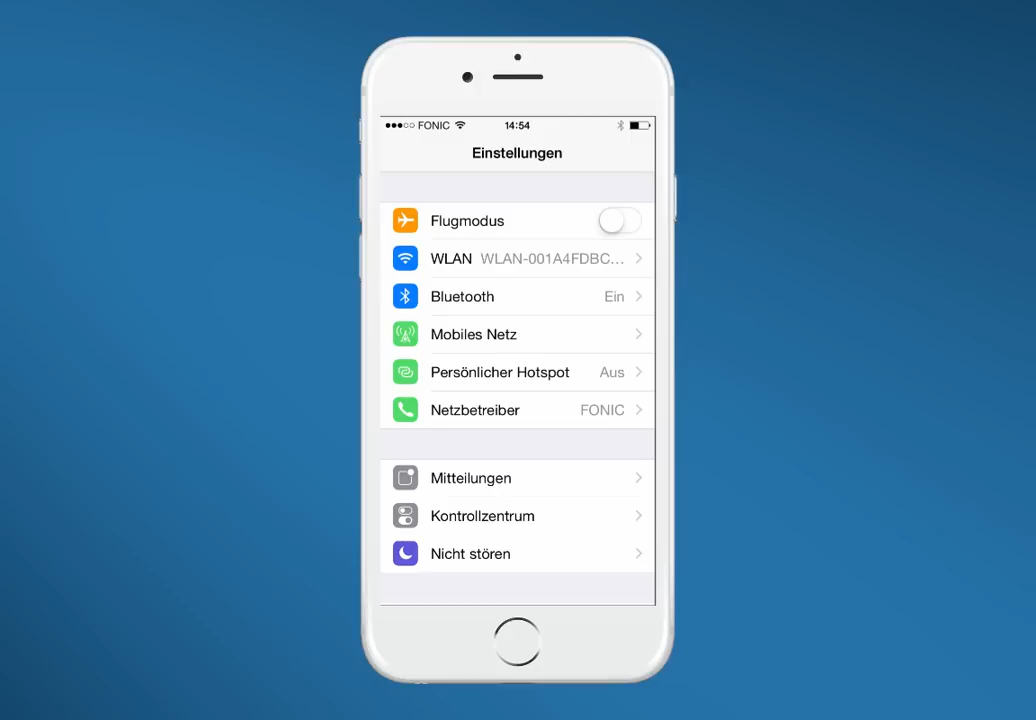 FONIC 14:54
Einstellungen
Flugmodus
WLAN WLAN-001A4FDBC...
Bluetooth Ein
Mobiles Netz
Persönlicher Hotspot Aus
Netzbetreiber FONIC
Mitteilungen
Kontrollzentrum
Nicht stören